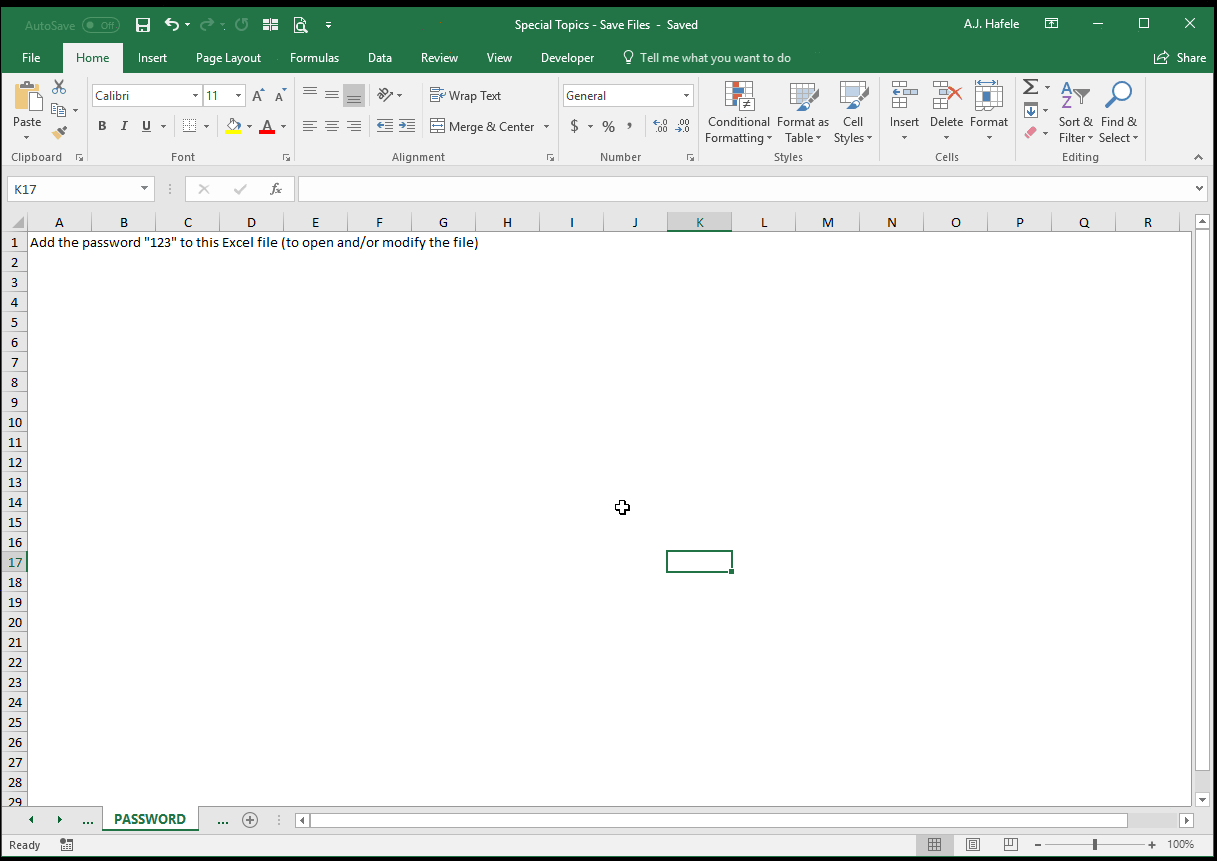 AutoSave Off Special Topics - Save Files - Saved A.J. Hafele
File Home Insert Page Layout Formulas Data Review View Developer Tell me what you want to do Share
Calibri 11 Wrap Text General
Paste B I U Merge & Center $ % , .0 .00 .00 .0
Conditional Formatting Format as Table Cell Styles Insert Delete Format Σ Sort & Filter Find & Select
Clipboard Font Alignment Number Styles Cells Editing
K17 fx
A B C D E F G H I J K L M N O P Q R
1 Add the password "123" to this Excel file (to open and/or modify the file)
2
3
4
5
6
7
8
9
10
11
12
13
14
15
16
17
18
19
20
21
22
23
24
25
26
27
28
29
... PASSWORD ...
Ready 100%